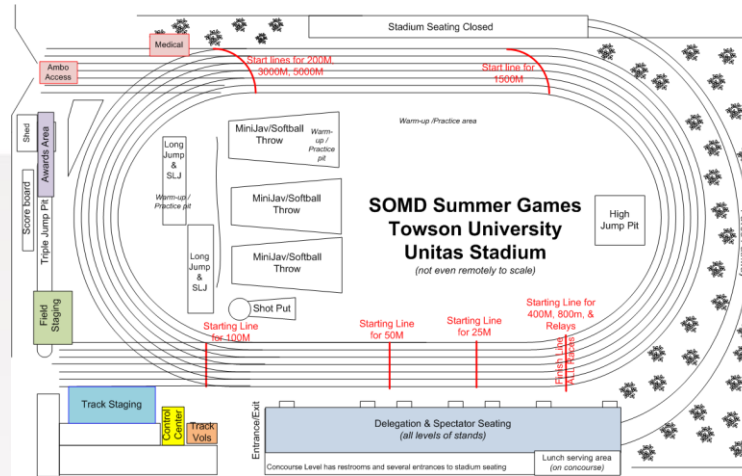 Stadium Seating Closed
Medical
Start lines for 200M,
3000M, 5000M
Start line for
1500M
Ambo
Access
Warm-up /Practice area
MiniJav/Softball
Throw
Warm-up
/
Practice
pit
Shed
Awards Area
Long
Jump
&
SLJ
Warm-up/
Practice pit
Score board
Triple Jump Pit
MiniJav/Softball
Throw
SOMD Summer Games
Towson University
Unitas Stadium
(not even remotely to scale)
High
Jump Pit
Long
Jump
& SLJ
MiniJav/Softball
Throw
Field
Staging
Shot Put
Starting Line
for 100M
Starting Line
for 50M
Starting Line
for 25M
Starting Line for
400M, 800m, &
Relays
Finish Line
ALL Races
Track Staging
Control
Center
Track
Vols
Entrance/Exit
Delegation & Spectator Seating
(all levels of stands)
Lunch serving area
(on concourse)
Concourse Level has restrooms and several entrances to stadium seating